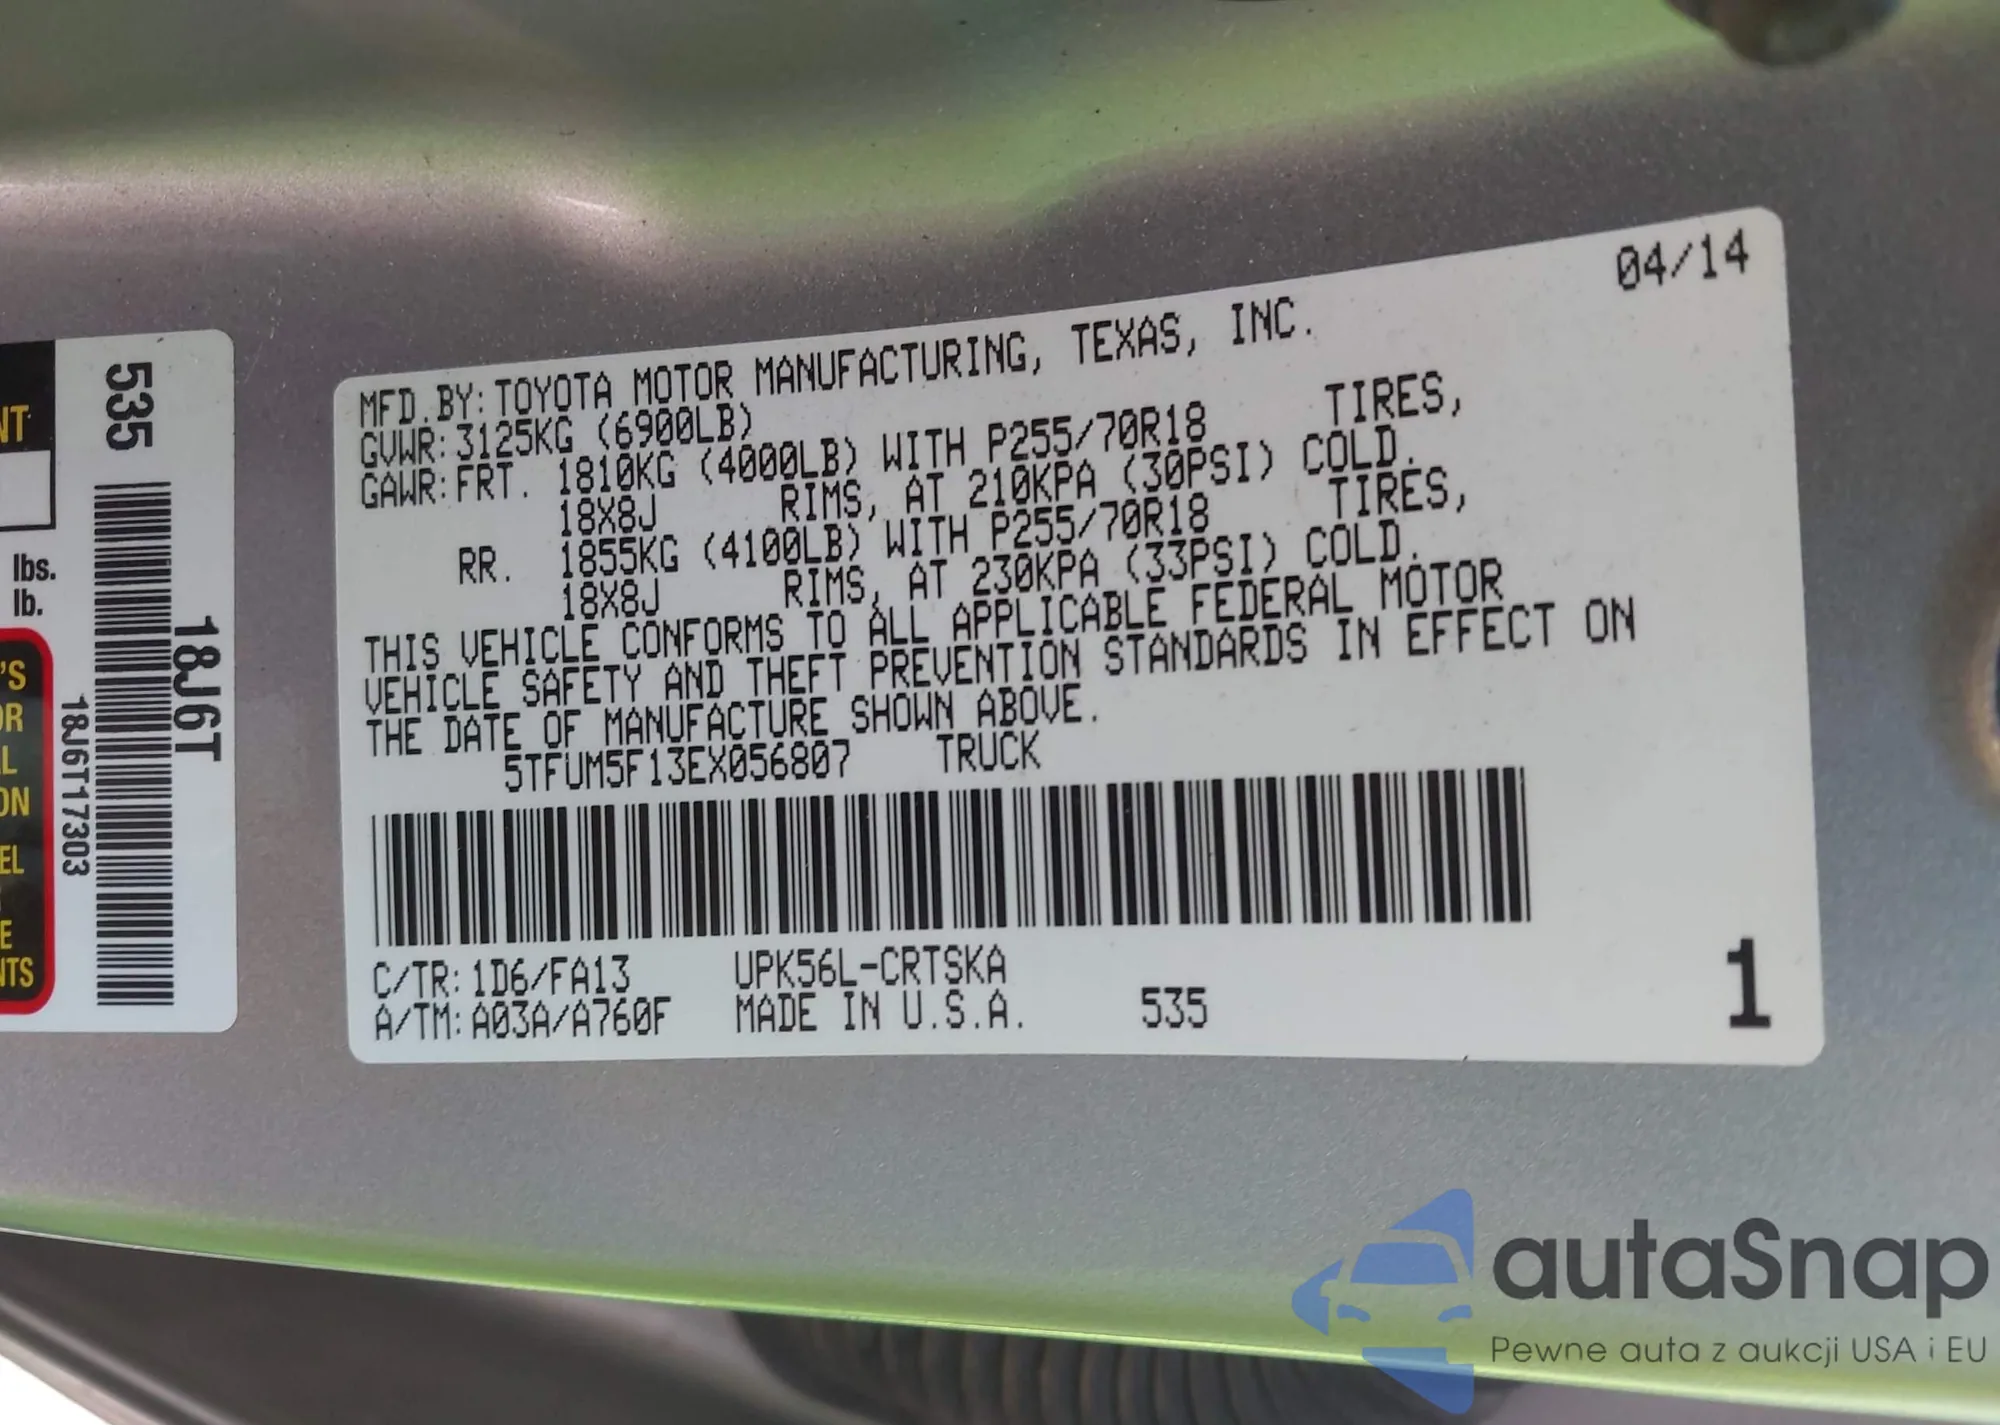 04/14
MFD.BY:TOYOTA MOTOR MANUFACTURING, TEXAS, INC.
GVWR:3125KG (6900LB)
GAWR:FRT. 1810KG (4000LB) WITH P255/70R18 TIRES,
18X8J RIMS, AT 210KPA (30PSI) COLD.
RR. 1855KG (4100LB) WITH P255/70R18 TIRES,
18X8J RIMS, AT 230KPA (33PSI) COLD.
THIS VEHICLE CONFORMS TO ALL APPLICABLE FEDERAL MOTOR
VEHICLE SAFETY AND THEFT PREVENTION STANDARDS IN EFFECT ON
THE DATE OF MANUFACTURE SHOWN ABOVE.
5TFUM5F13EX056807 TRUCK
C/TR:1D6/FA13 UPK56L-CRTSKA
A/TM:A03A/A760F MADE IN U.S.A. 535
1
535
18J6T
18J6T17303
lbs.
lb.
'S
ON
EL
E
NTS
autaSnap
Pewne auta z aukcji USA i EU